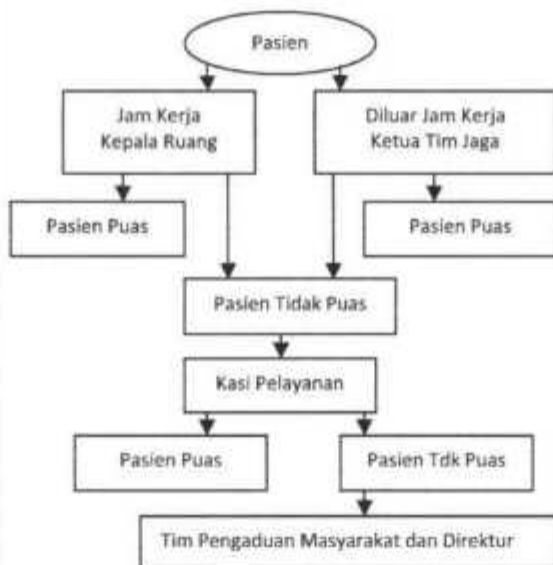 Pasien
Jam Kerja
Kepala Ruang
Diluar Jam Kerja
Ketua Tim Jaga
Pasien Puas
Pasien Puas
Pasien Tidak Puas
Kasi Pelayanan
Pasien Puas
Pasien Tdk Puas
Tim Pengaduan Masyarakat dan Direktur